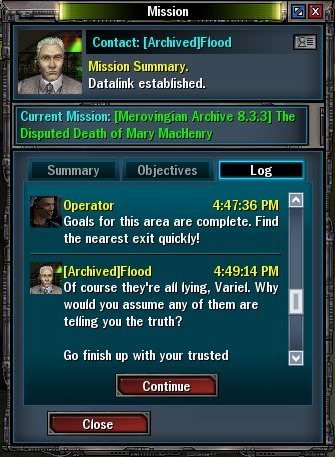 Mission
Contact: [Archived]Flood
Mission Summary.
Datalink established.
Current Mission: [Merovingian Archive 8.3.3] The
Disputed Death of Mary MacHenry
Summary
Objectives
Log
Operator 4:47:36 PM
Goals for this area are complete. Find
the nearest exit quickly!
[Archived]Flood 4:49:14 PM
Of course they're all lying, Variel. Why
would you assume any of them are
telling you the truth?
Go finish up with your trusted
Continue
Close